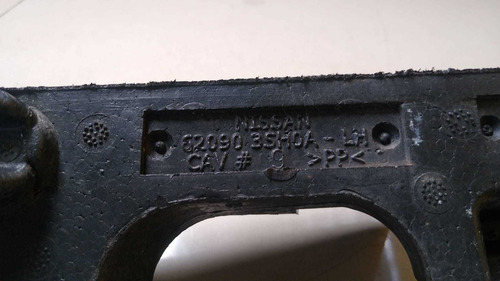 NISSAN
62090 3SH0A - LH
CAV # 9 >PP<